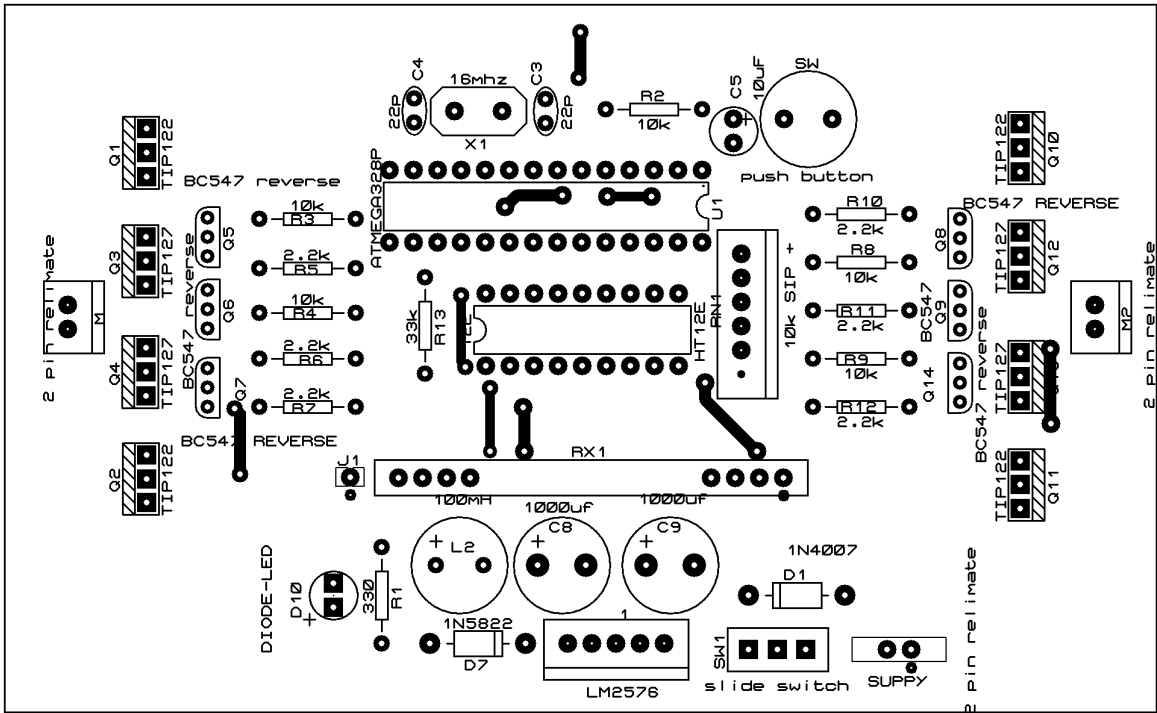 C4
22p
16mhz
X1
C3
22p
R2
10k
C5
10uF
+
SW
push button
Q1
TIP122
Q10
TIP122
BC547 reverse
ATMEGA328P
U1
10k
R3
Q5
2.2k
R5
reverse
Q3
TIP127
R10
2.2k
BC547 REVERSE
Q8
Q12
TIP127
R8
10k
2 pin relimate
M
Q6
10k
R4
33k
R13
HT12E
RN1
10k SIP +
R11
2.2k
BC547
Q9
M2
2 pin relimate
Q4
TIP127
BC547
2.2k
R6
R9
10k
Q14
reverse
TIP127
Q7
2.2k
R7
R12
2.2k
BC547
BC547 REVERSE
Q2
TIP122
J1
RX1
TIP122
Q11
100mH
1000uf
1000uf
+
L2
+
C8
+
C9
DIODE-LED
D10
+
330
R1
1N4007
D1
1N5822
D7
1
LM2576
SW1
slide switch
SUPPY
2 pin relimate